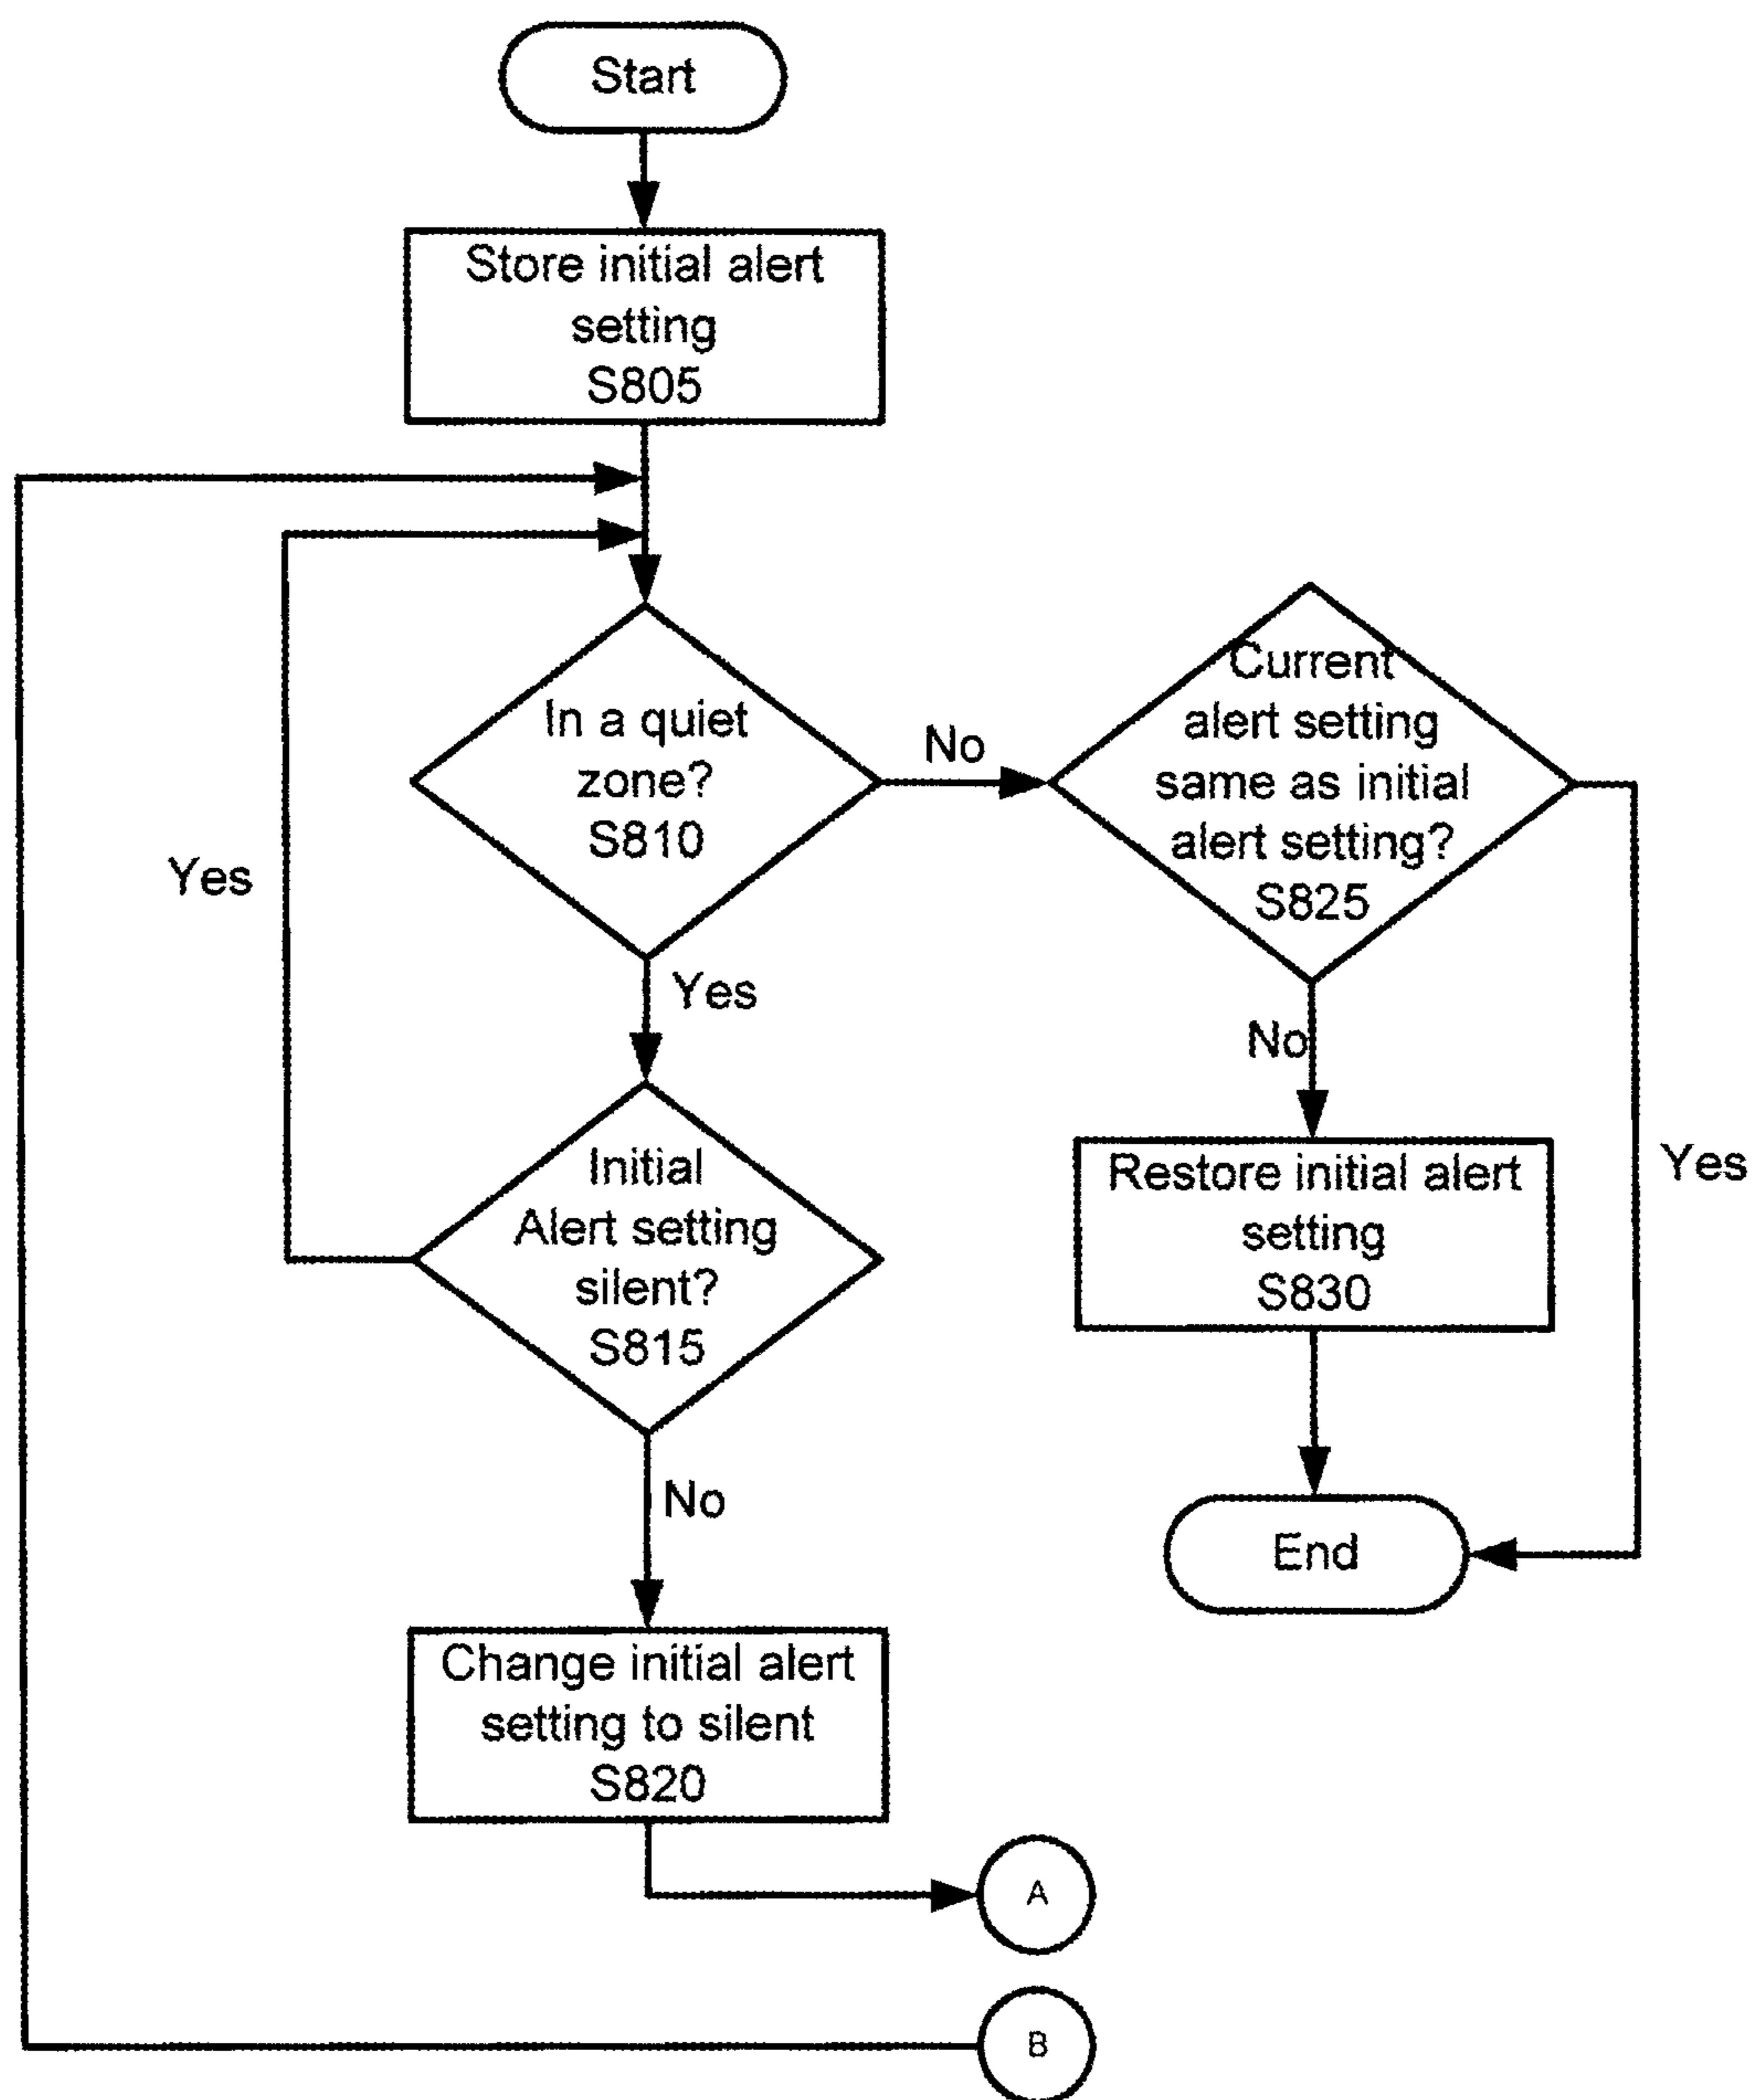 Start
Store initial alert
setting
S805
In a quiet
zone?
S810
No
Current
alert setting
same as initial
alert setting?
S825
Yes
Yes
No
Initial
Alert setting
silent?
S815
Restore initial alert
setting
S830
Yes
No
End
Change initial alert
setting to silent
S820
A
B